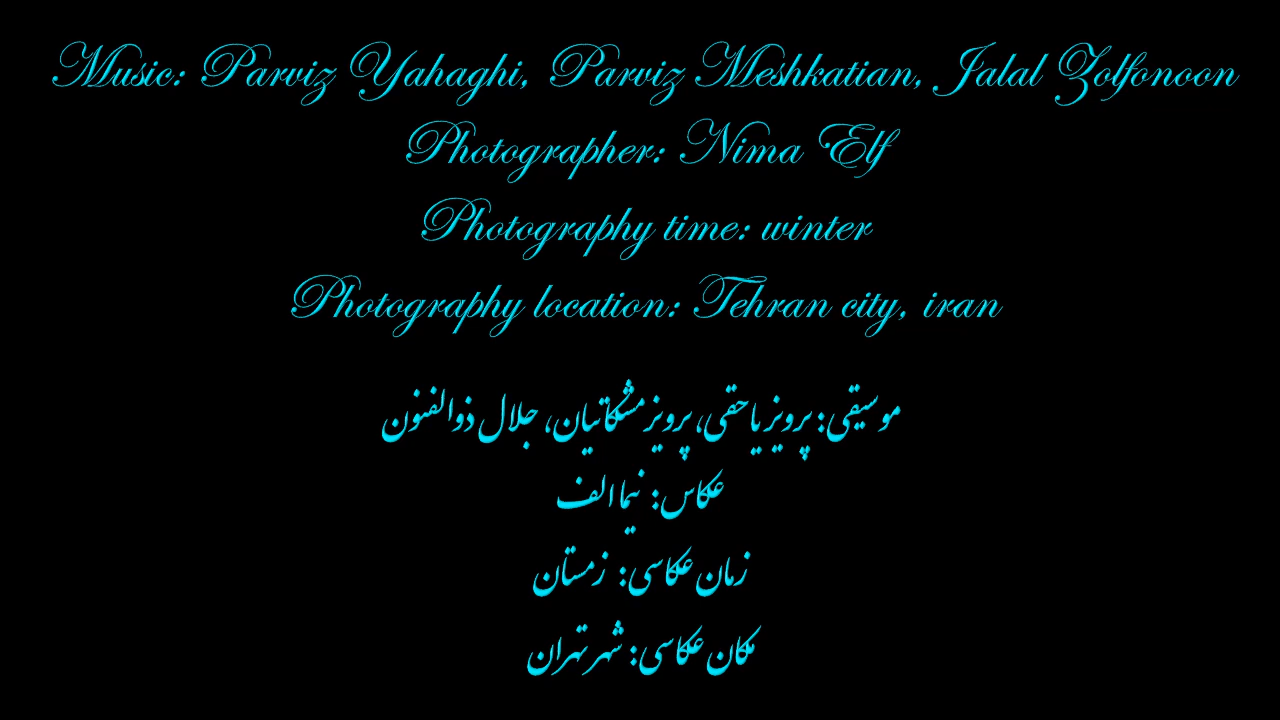 Music: Parviz Yahaghi, Parviz Meshkatian, Jalal Zolfonoon
Photographer: Nima Elf
Photography time: winter
Photography location: Tehran city, iran
موسیقی: پرویز یاحقی، پرویز مشکاتیان، جلال ذوالفنون
عکاس: نیما الف
زمان عکاسی: زمستان
مکان عکاسی: شهر تهران